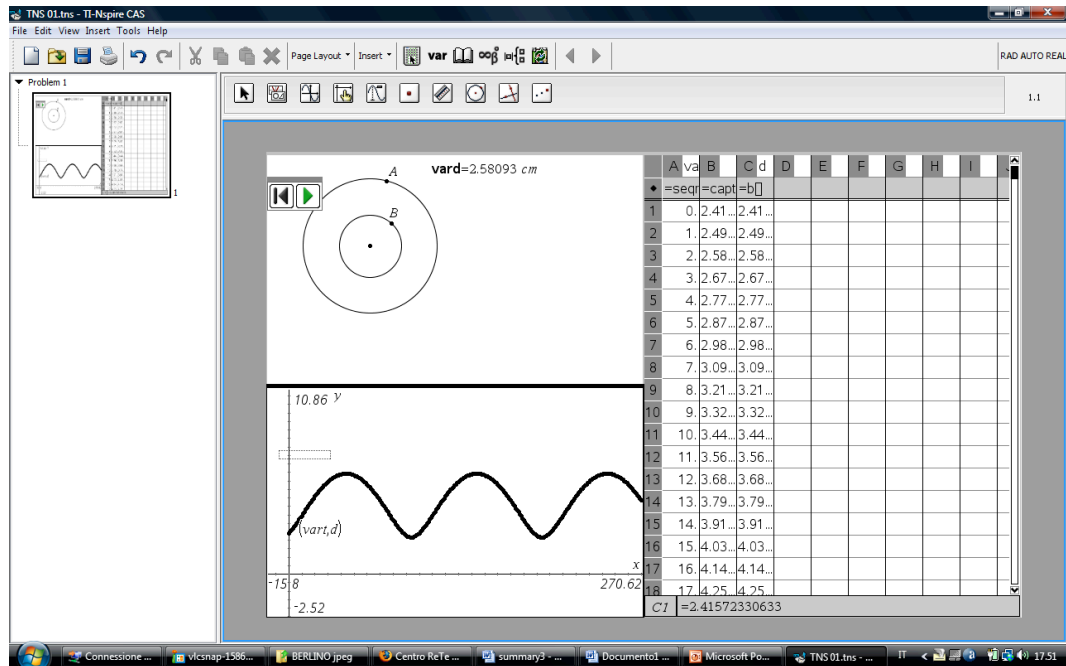 TNS 01.tns - TI-Nspire CAS
File Edit View Insert Tools Help
Page Layout Insert var ∞β RAD AUTO REAL
Problem 1
1
1.1
A
vard=2.58093 cm
B
10.86 y
(vart,d)
x
-15.8
270.62
-2.52
A va B C d D E F G H I J
=seqn =capt =b[]
1 0. 2.41... 2.41...
2 1. 2.49... 2.49...
3 2. 2.58... 2.58...
4 3. 2.67... 2.67...
5 4. 2.77... 2.77...
6 5. 2.87... 2.87...
7 6. 2.98... 2.98...
8 7. 3.09... 3.09...
9 8. 3.21... 3.21...
10 9. 3.32... 3.32...
11 10. 3.44... 3.44...
12 11. 3.56... 3.56...
13 12. 3.68... 3.68...
14 13. 3.79... 3.79...
15 14. 3.91... 3.91...
16 15. 4.03... 4.03...
17 16. 4.14... 4.14...
18 17. 4.25... 4.25...
C1 =2.41572330633
Connessione ... vlcsnap-1586... BERLINO jpeg Centro ReTe ... summary3 - ... Documento1 ... Microsoft Po... TNS 01.tns - ... IT 17.51